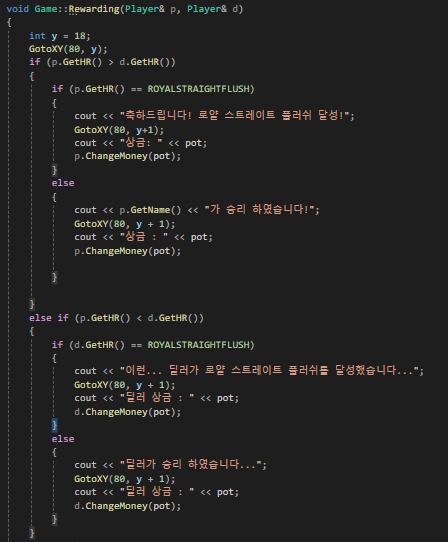 void Game::Rewarding(Player& p, Player& d)
{
    int y = 18;
    GotoXY(80, y);
    if (p.GetHR() > d.GetHR())
    {
        if (p.GetHR() == ROYALSTRAIGHTFLUSH)
        {
            cout << "축하드립니다! 로얄 스트레이트 플러쉬 달성!";
            GotoXY(80, y+1);
            cout << "상금: " << pot;
            p.ChangeMoney(pot);
        }
        else
        {
            cout << p.GetName() << "가 승리 하였습니다!";
            GotoXY(80, y + 1);
            cout << "상금 : " << pot;
            p.ChangeMoney(pot);
        }
    }
    else if (p.GetHR() < d.GetHR())
    {
        if (d.GetHR() == ROYALSTRAIGHTFLUSH)
        {
            cout << "이런... 딜러가 로얄 스트레이트 플러쉬를 달성했습니다...";
            GotoXY(80, y + 1);
            cout << "딜러 상금 : " << pot;
            d.ChangeMoney(pot);
        }
        else
        {
            cout << "딜러가 승리 하였습니다...";
            GotoXY(80, y + 1);
            cout << "딜러 상금 : " << pot;
            d.ChangeMoney(pot);
        }
    }